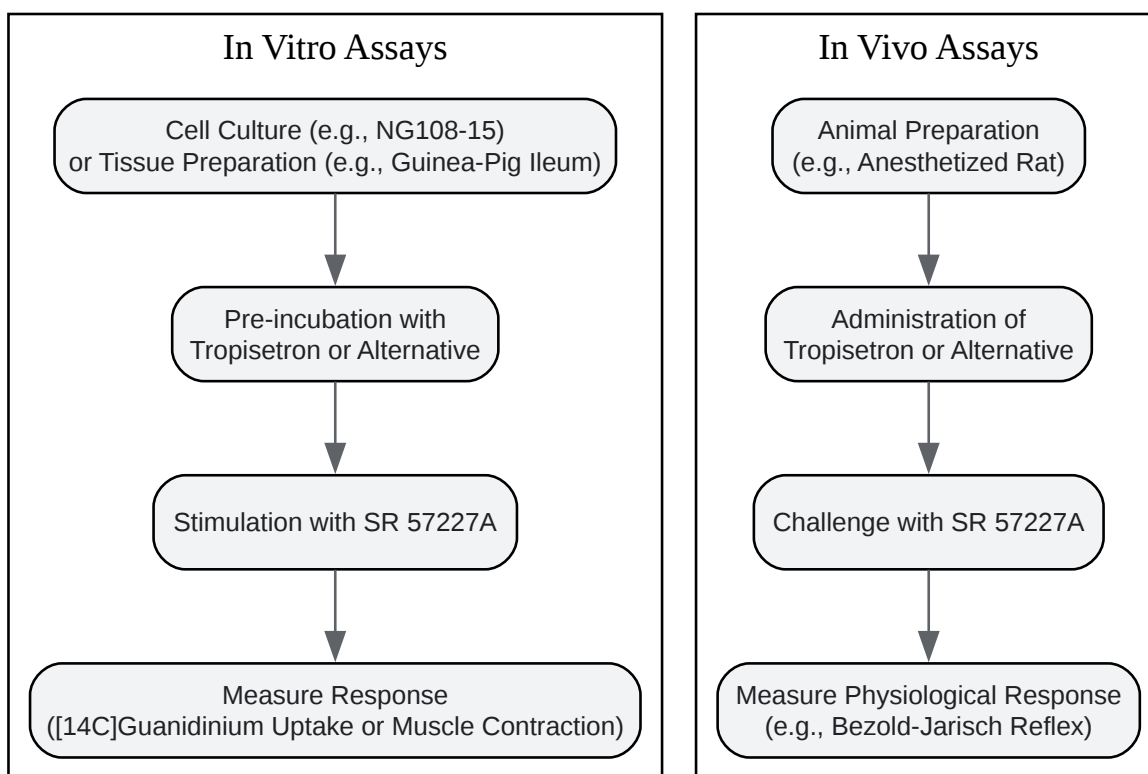 In Vitro Assays
Cell Culture (e.g., NG108-15)
or Tissue Preparation (e.g., Guinea-Pig Ileum)
Pre-incubation with
Tropisetron or Alternative
Stimulation with SR 57227A
Measure Response
([14C]Guanidinium Uptake or Muscle Contraction)
In Vivo Assays
Animal Preparation
(e.g., Anesthetized Rat)
Administration of
Tropisetron or Alternative
Challenge with SR 57227A
Measure Physiological Response
(e.g., Bezold-Jarisch Reflex)